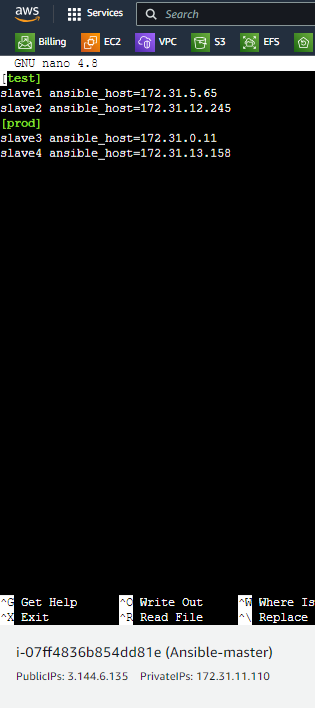 aws
Services
Search
Billing
EC2
VPC
S3
EFS
GNU nano 4.8
[test]
slave1 ansible_host=172.31.5.65
slave2 ansible_host=172.31.12.245
[prod]
slave3 ansible_host=172.31.0.11
slave4 ansible_host=172.31.13.158
^G Get Help ^O Write Out ^W Where Is
^X Exit ^R Read File ^\ Replace
i-07ff4836b854dd81e (Ansible-master)
PublicIPs: 3.144.6.135 PrivateIPs: 172.31.11.110